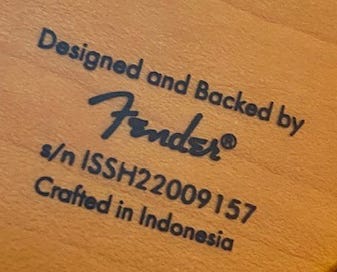 Designed and Backed by
Fender®
s/n ISSH22009157
Crafted in Indonesia